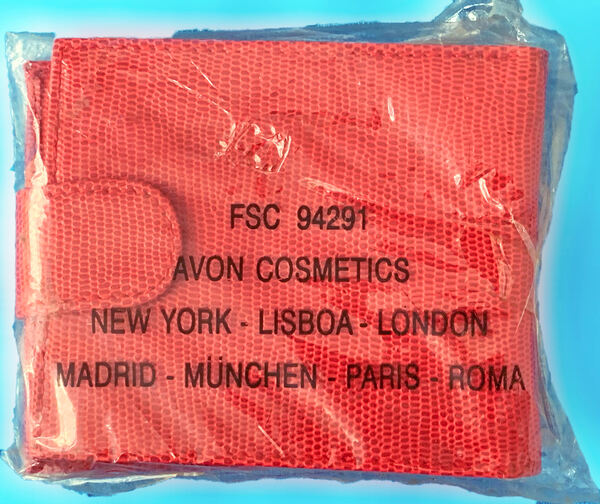 FSC 94291
AVON COSMETICS
NEW YORK - LISBOA - LONDON
MADRID - MÜNCHEN - PARIS - ROMA